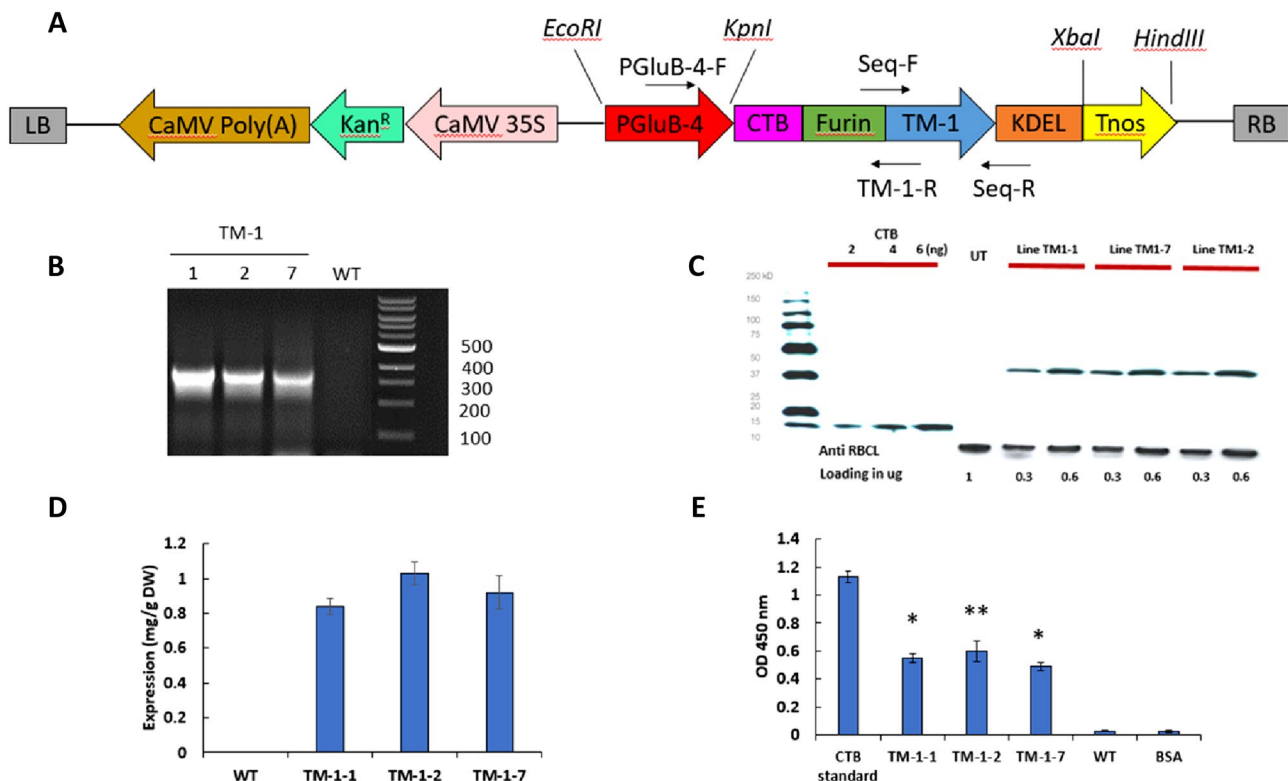 A
EcoRI
KpnI
XbaI
HindIII
PGluB-4-F
Seq-F
LB
CaMV Poly(A)
Kan^R
CaMV 35S
PGluB-4
CTB
Furin
TM-1
KDEL
Tnos
RB
TM-1-R
Seq-R
B
TM-1
1 2 7 WT
500
400
300
200
100
C
CTB
2 4 6 (ng)
UT
Line TM1-1
Line TM1-7
Line TM1-2
250 kD
150
100
75
50
37
25
20
15
10
Anti RBCL
Loading in ug 1 0.3 0.6 0.3 0.6 0.3 0.6
D
Expression (mg/g DW)
1.2
1
0.8
0.6
0.4
0.2
0
WT TM-1-1 TM-1-2 TM-1-7
E
OD 450 nm
1.4
1.2
1
0.8
0.6
0.4
0.2
0
* ** *
CTB standard TM-1-1 TM-1-2 TM-1-7 WT BSA